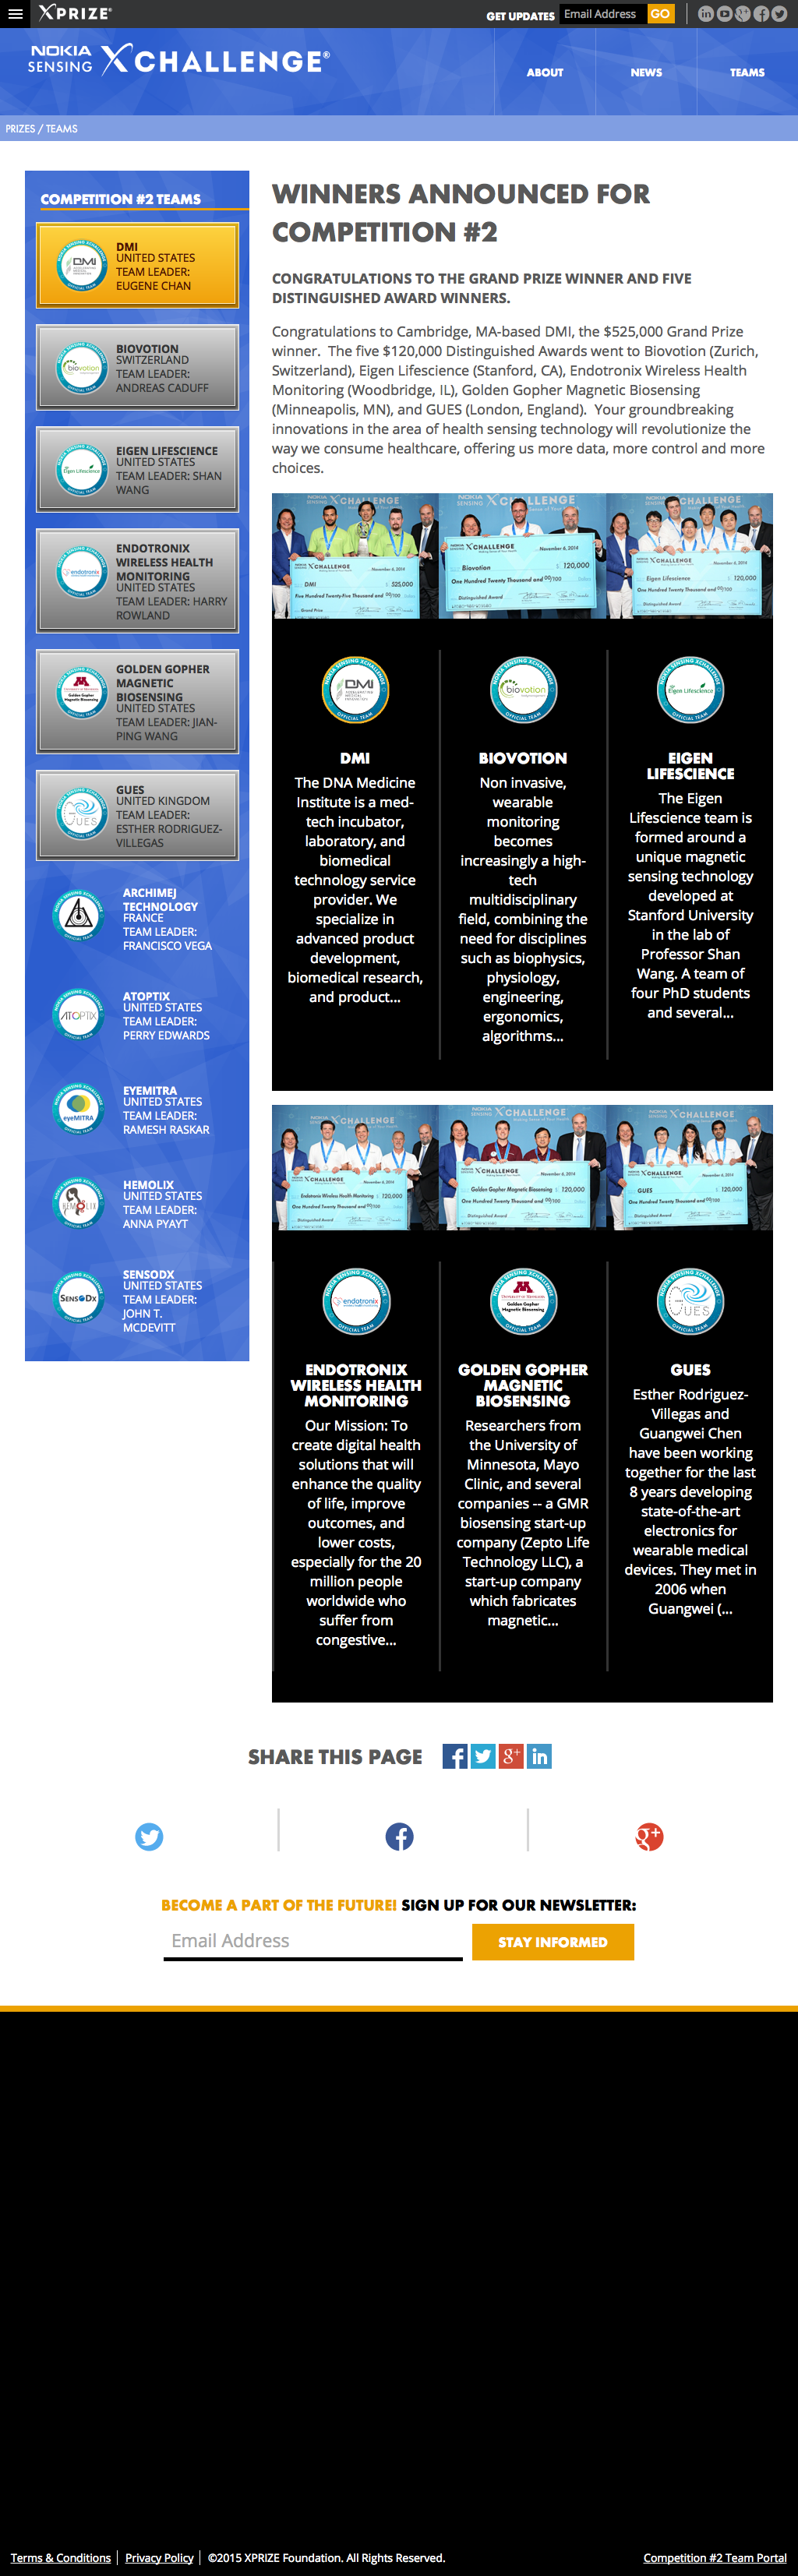 XPRIZE®
GET UPDATES Email Address GO
NOKIA
SENSING XCHALLENGE®
ABOUT NEWS TEAMS
PRIZES / TEAMS
COMPETITION #2 TEAMS
DMI
UNITED STATES
TEAM LEADER:
EUGENE CHAN
BIOVOTION
SWITZERLAND
TEAM LEADER:
ANDREAS CADUFF
EIGEN LIFESCIENCE
UNITED STATES
TEAM LEADER: SHAN
WANG
ENDOTRONIX
WIRELESS HEALTH
MONITORING
UNITED STATES
TEAM LEADER: HARRY
ROWLAND
GOLDEN GOPHER
MAGNETIC
BIOSENSING
UNITED STATES
TEAM LEADER: JIAN-
PING WANG
GUES
UNITED KINGDOM
TEAM LEADER:
ESTHER RODRIGUEZ-
VILLEGAS
ARCHIMEJ
TECHNOLOGY
FRANCE
TEAM LEADER:
FRANCISCO VEGA
ATOPTIX
UNITED STATES
TEAM LEADER:
PERRY EDWARDS
EYEMITRA
UNITED STATES
TEAM LEADER:
RAMESH RASKAR
HEMOLIX
UNITED STATES
TEAM LEADER:
ANNA PYAYT
SENSODX
UNITED STATES
TEAM LEADER:
JOHN T.
MCDEVITT
WINNERS ANNOUNCED FOR
COMPETITION #2
CONGRATULATIONS TO THE GRAND PRIZE WINNER AND FIVE
DISTINGUISHED AWARD WINNERS.
Congratulations to Cambridge, MA-based DMI, the $525,000 Grand Prize
winner. The five $120,000 Distinguished Awards went to Biovotion (Zurich,
Switzerland), Eigen Lifescience (Stanford, CA), Endotronix Wireless Health
Monitoring (Woodbridge, IL), Golden Gopher Magnetic Biosensing
(Minneapolis, MN), and GUES (London, England). Your groundbreaking
innovations in the area of health sensing technology will revolutionize the
way we consume healthcare, offering us more data, more control and more
choices.
DMI
The DNA Medicine
Institute is a med-
tech incubator,
laboratory, and
biomedical
technology service
provider. We
specialize in
advanced product
development,
biomedical research,
and product...
BIOVOTION
Non invasive,
wearable
monitoring
becomes
increasingly a high-
tech
multidisciplinary
field, combining the
need for disciplines
such as biophysics,
physiology,
engineering,
ergonomics,
algorithms...
EIGEN
LIFESCIENCE
The Eigen
Lifescience team is
formed around a
unique magnetic
sensing technology
developed at
Stanford University
in the lab of
Professor Shan
Wang. A team of
four PhD students
and several...
ENDOTRONIX
WIRELESS HEALTH
MONITORING
Our Mission: To
create digital health
solutions that will
enhance the quality
of life, improve
outcomes, and
lower costs,
especially for the 20
million people
worldwide who
suffer from
congestive...
GOLDEN GOPHER
MAGNETIC
BIOSENSING
Researchers from
the University of
Minnesota, Mayo
Clinic, and several
companies -- a GMR
biosensing start-up
company (Zepto Life
Technology LLC), a
start-up company
which fabricates
magnetic...
GUES
Esther Rodriguez-
Villegas and
Guangwei Chen
have been working
together for the last
8 years developing
state-of-the-art
electronics for
wearable medical
devices. They met in
2006 when
Guangwei (...
SHARE THIS PAGE
BECOME A PART OF THE FUTURE! SIGN UP FOR OUR NEWSLETTER:
Email Address STAY INFORMED
Terms & Conditions Privacy Policy ©2015 XPRIZE Foundation. All Rights Reserved. Competition #2 Team Portal